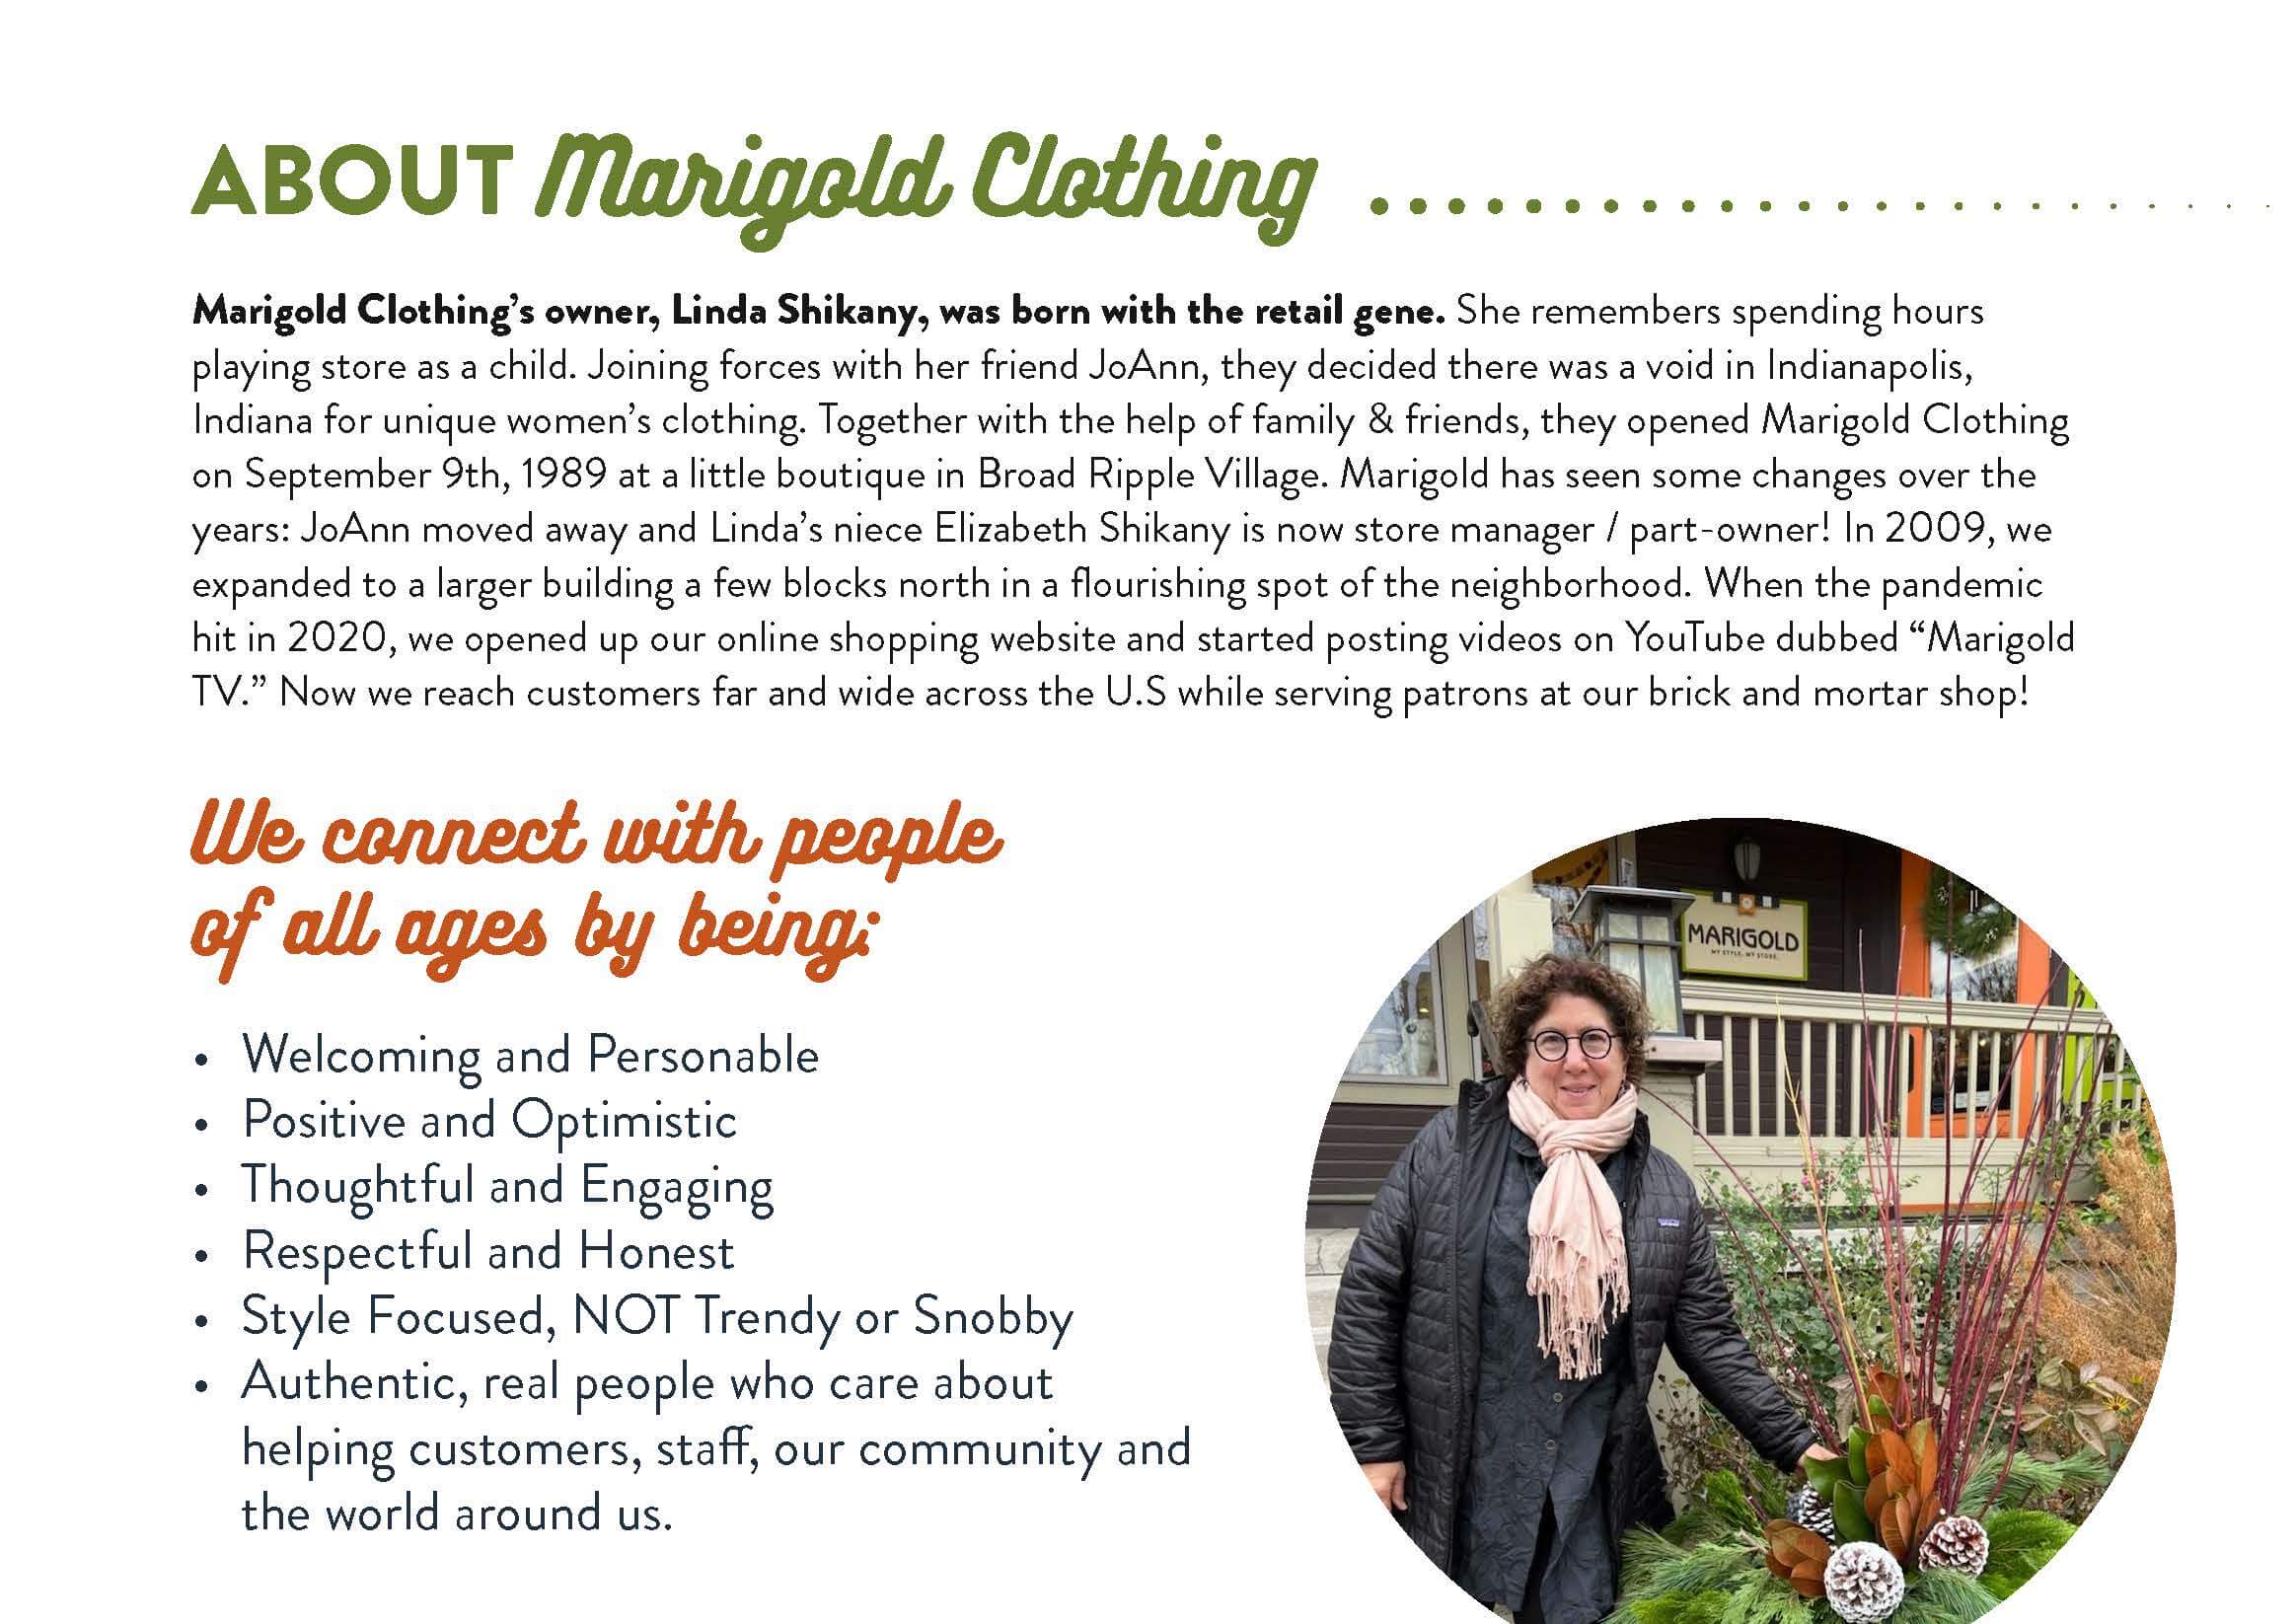 ABOUT Marigold Clothing
Marigold Clothing’s owner, Linda Shikany, was born with the retail gene. She remembers spending hours
playing store as a child. Joining forces with her friend JoAnn, they decided there was a void in Indianapolis,
Indiana for unique women’s clothing. Together with the help of family & friends, they opened Marigold Clothing
on September 9th, 1989 at a little boutique in Broad Ripple Village. Marigold has seen some changes over the
years: JoAnn moved away and Linda’s niece Elizabeth Shikany is now store manager / part-owner! In 2009, we
expanded to a larger building a few blocks north in a flourishing spot of the neighborhood. When the pandemic
hit in 2020, we opened up our online shopping website and started posting videos on YouTube dubbed “Marigold
TV.” Now we reach customers far and wide across the U.S while serving patrons at our brick and mortar shop!
We connect with people
of all ages by being:
• Welcoming and Personable
• Positive and Optimistic
• Thoughtful and Engaging
• Respectful and Honest
• Style Focused, NOT Trendy or Snobby
• Authentic, real people who care about
helping customers, staff, our community and
the world around us.
MARIGOLD
MY STYLE. MY STORE.